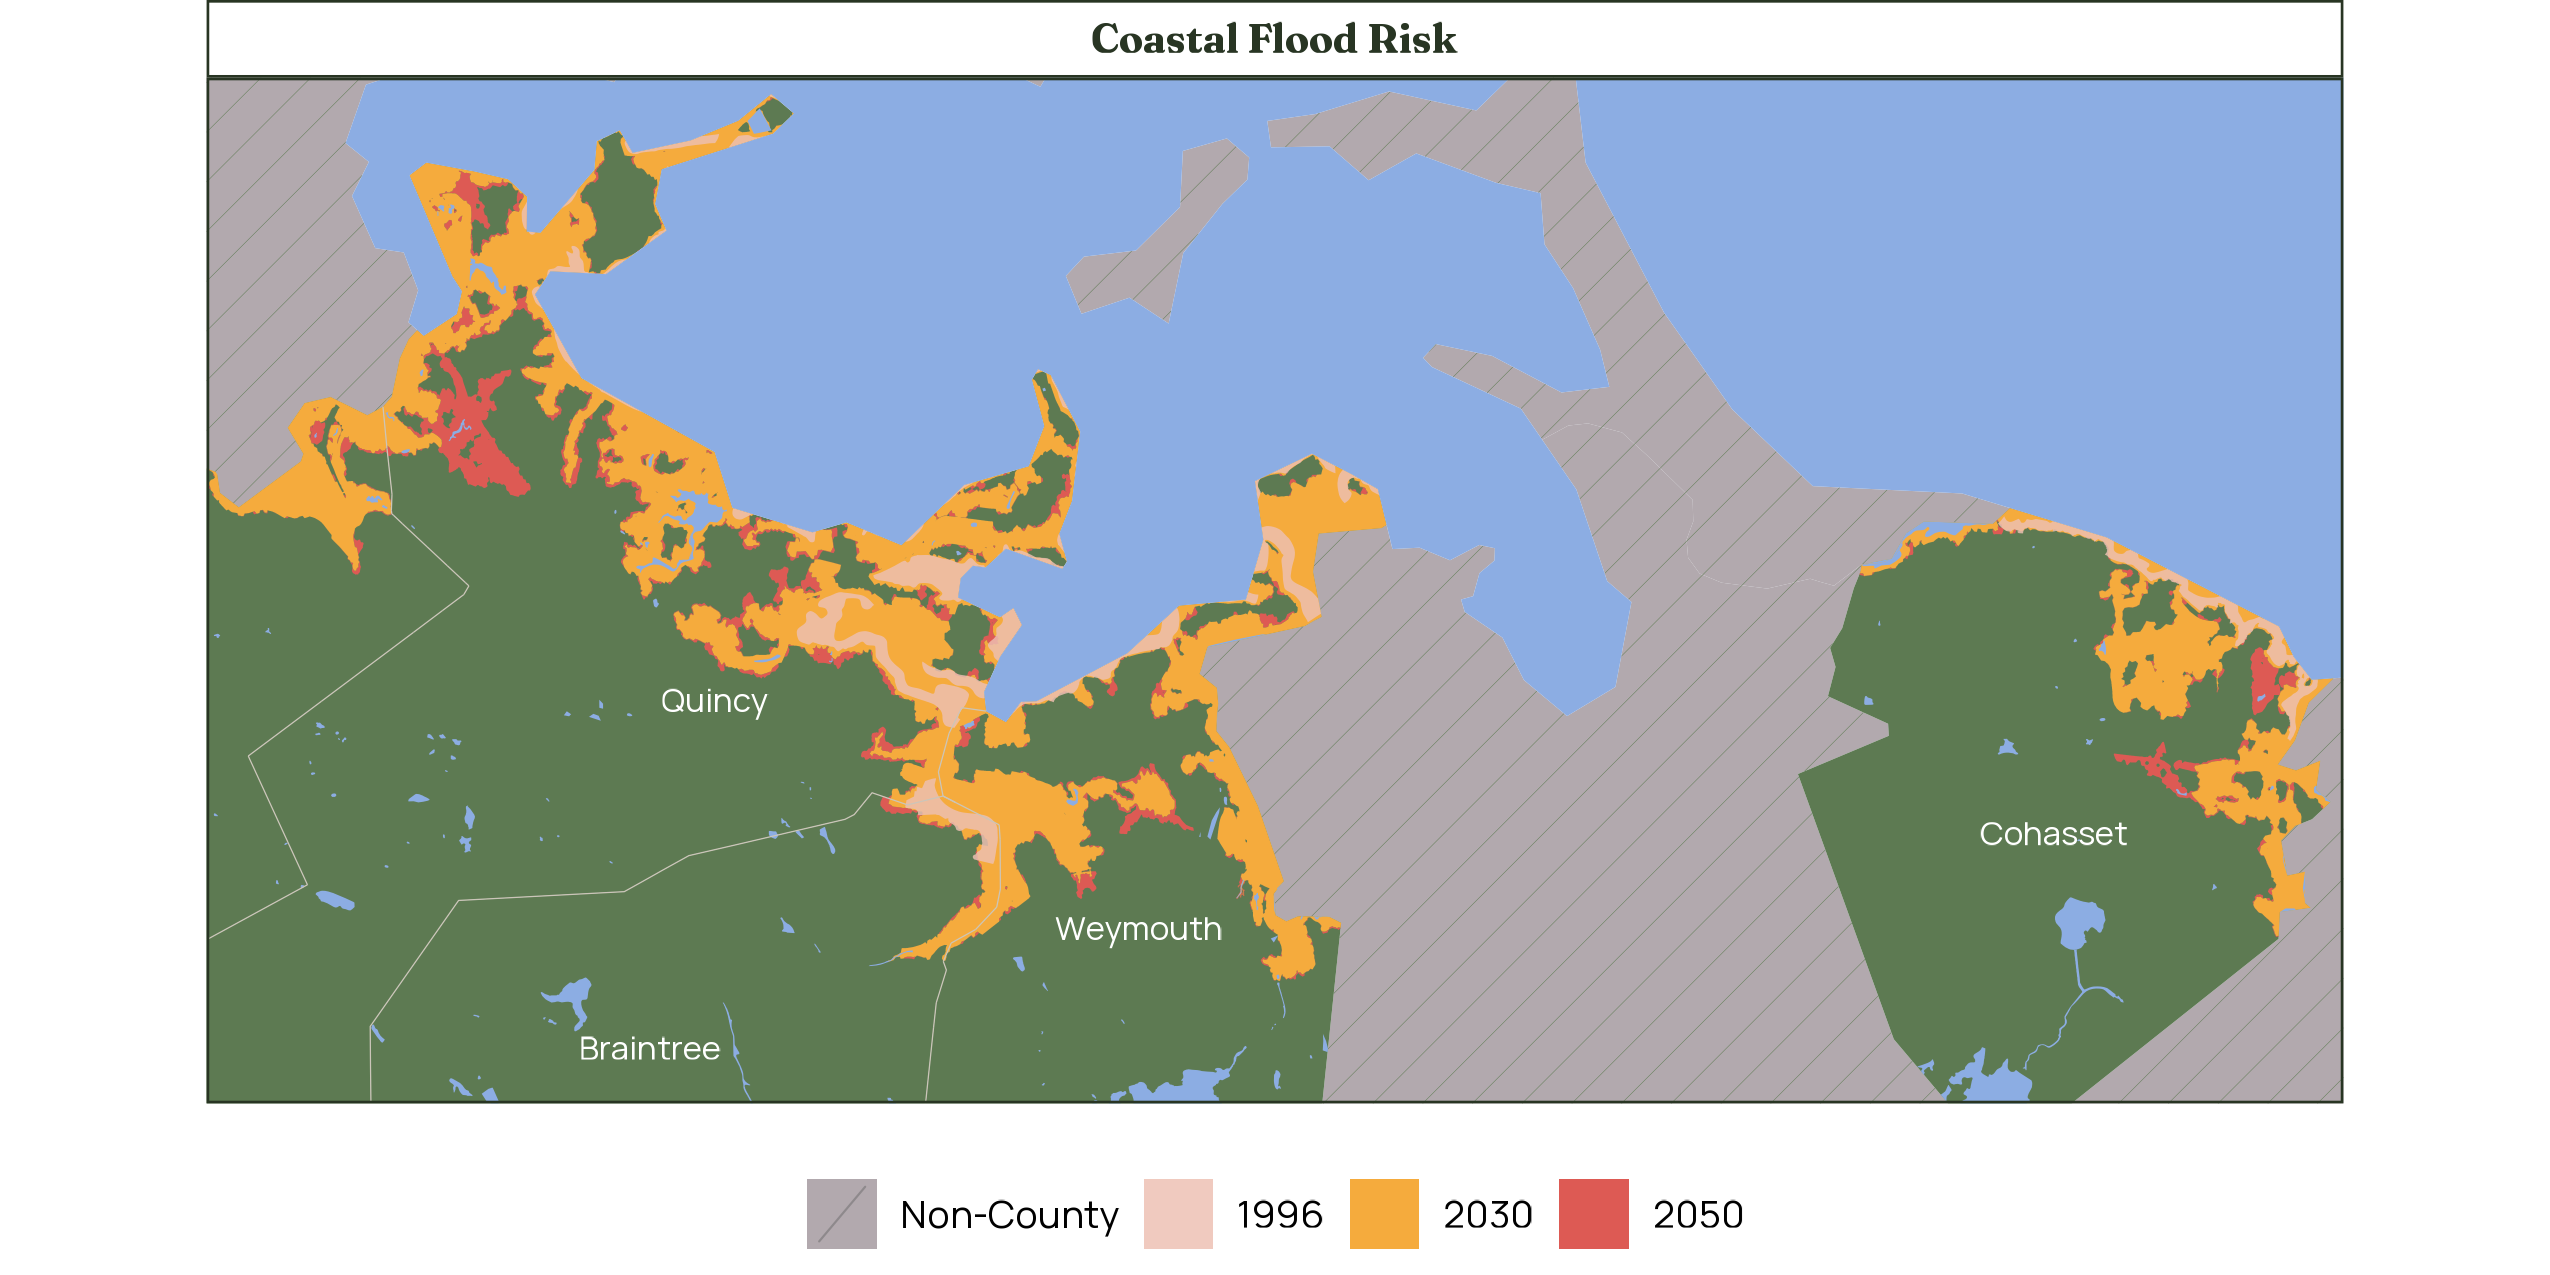 Coastal Flood Risk
Quincy
Cohasset
Weymouth
Braintree
Non-County 1996 2030 2050